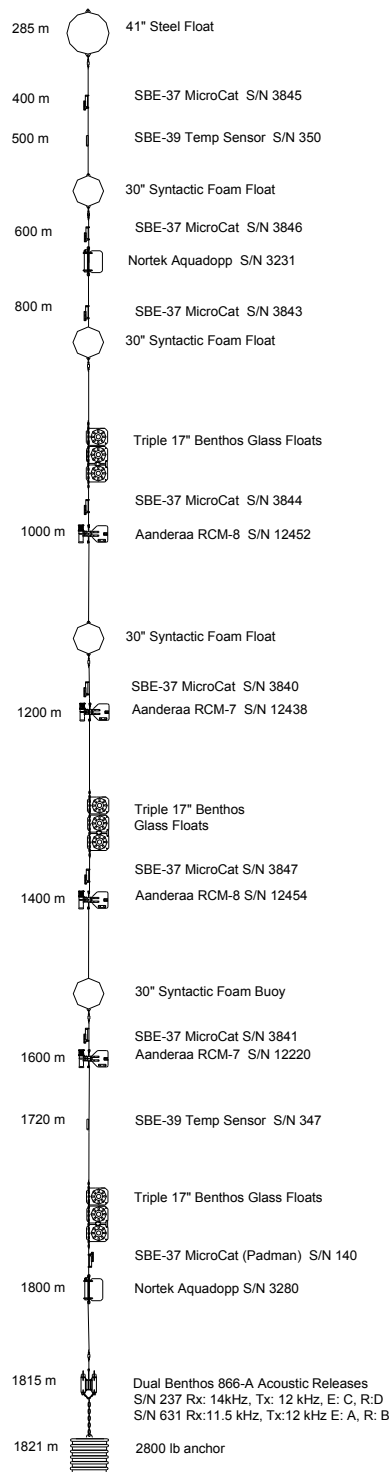 285 m 41" Steel Float
400 m SBE-37 MicroCat S/N 3845
500 m SBE-39 Temp Sensor S/N 350
30" Syntactic Foam Float
600 m SBE-37 MicroCat S/N 3846
Nortek Aquadopp S/N 3231
800 m SBE-37 MicroCat S/N 3843
30" Syntactic Foam Float
Triple 17" Benthos Glass Floats
SBE-37 MicroCat S/N 3844
1000 m Aanderaa RCM-8 S/N 12452
30" Syntactic Foam Float
SBE-37 MicroCat S/N 3840
1200 m Aanderaa RCM-7 S/N 12438
Triple 17" Benthos
Glass Floats
SBE-37 MicroCat S/N 3847
1400 m Aanderaa RCM-8 S/N 12454
30" Syntactic Foam Buoy
SBE-37 MicroCat S/N 3841
1600 m Aanderaa RCM-7 S/N 12220
1720 m SBE-39 Temp Sensor S/N 347
Triple 17" Benthos Glass Floats
SBE-37 MicroCat (Padman) S/N 140
1800 m Nortek Aquadopp S/N 3280
1815 m Dual Benthos 866-A Acoustic Releases
S/N 237 Rx: 14kHz, Tx: 12 kHz, E: C, R:D
S/N 631 Rx:11.5 kHz, Tx:12 kHz E: A, R: B
1821 m 2800 lb anchor